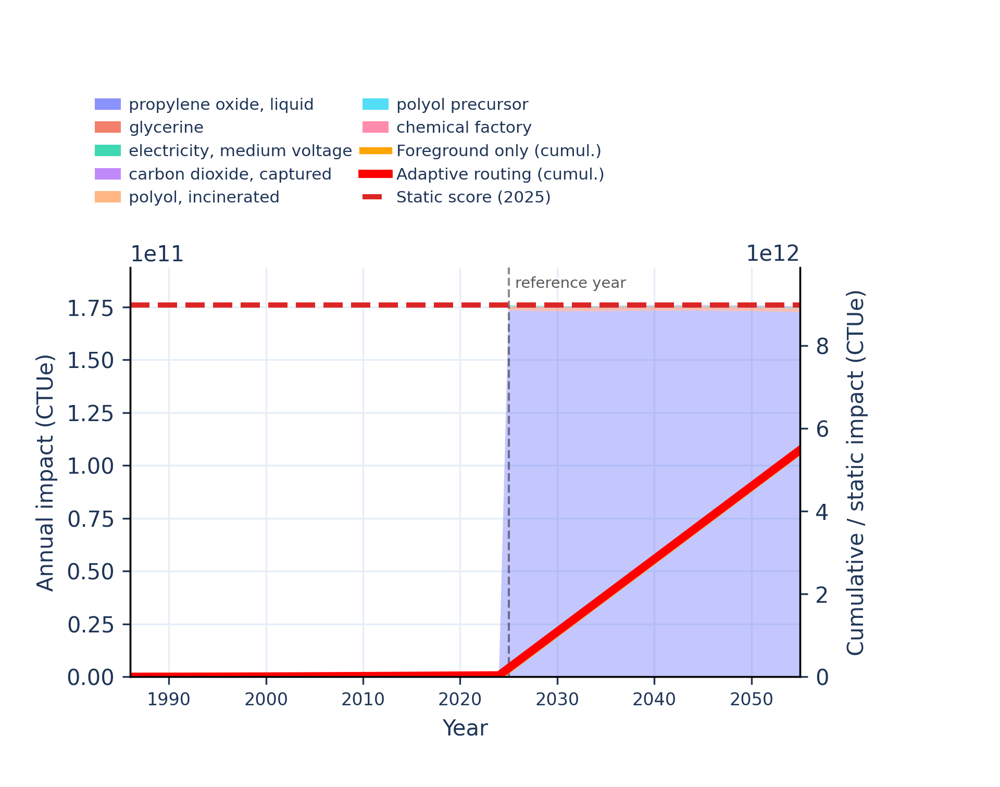 propylene oxide, liquid
glycerine
electricity, medium voltage
carbon dioxide, captured
polyol, incinerated
polyol precursor
chemical factory
Foreground only (cumul.)
Adaptive routing (cumul.)
Static score (2025)
1e11
1e12
reference year
1.75
1.50
1.25
1.00
0.75
0.50
0.25
0.00
Annual impact (CTUe)
8
6
4
2
0
Cumulative / static impact (CTUe)
1990
2000
2010
2020
2030
2040
2050
Year